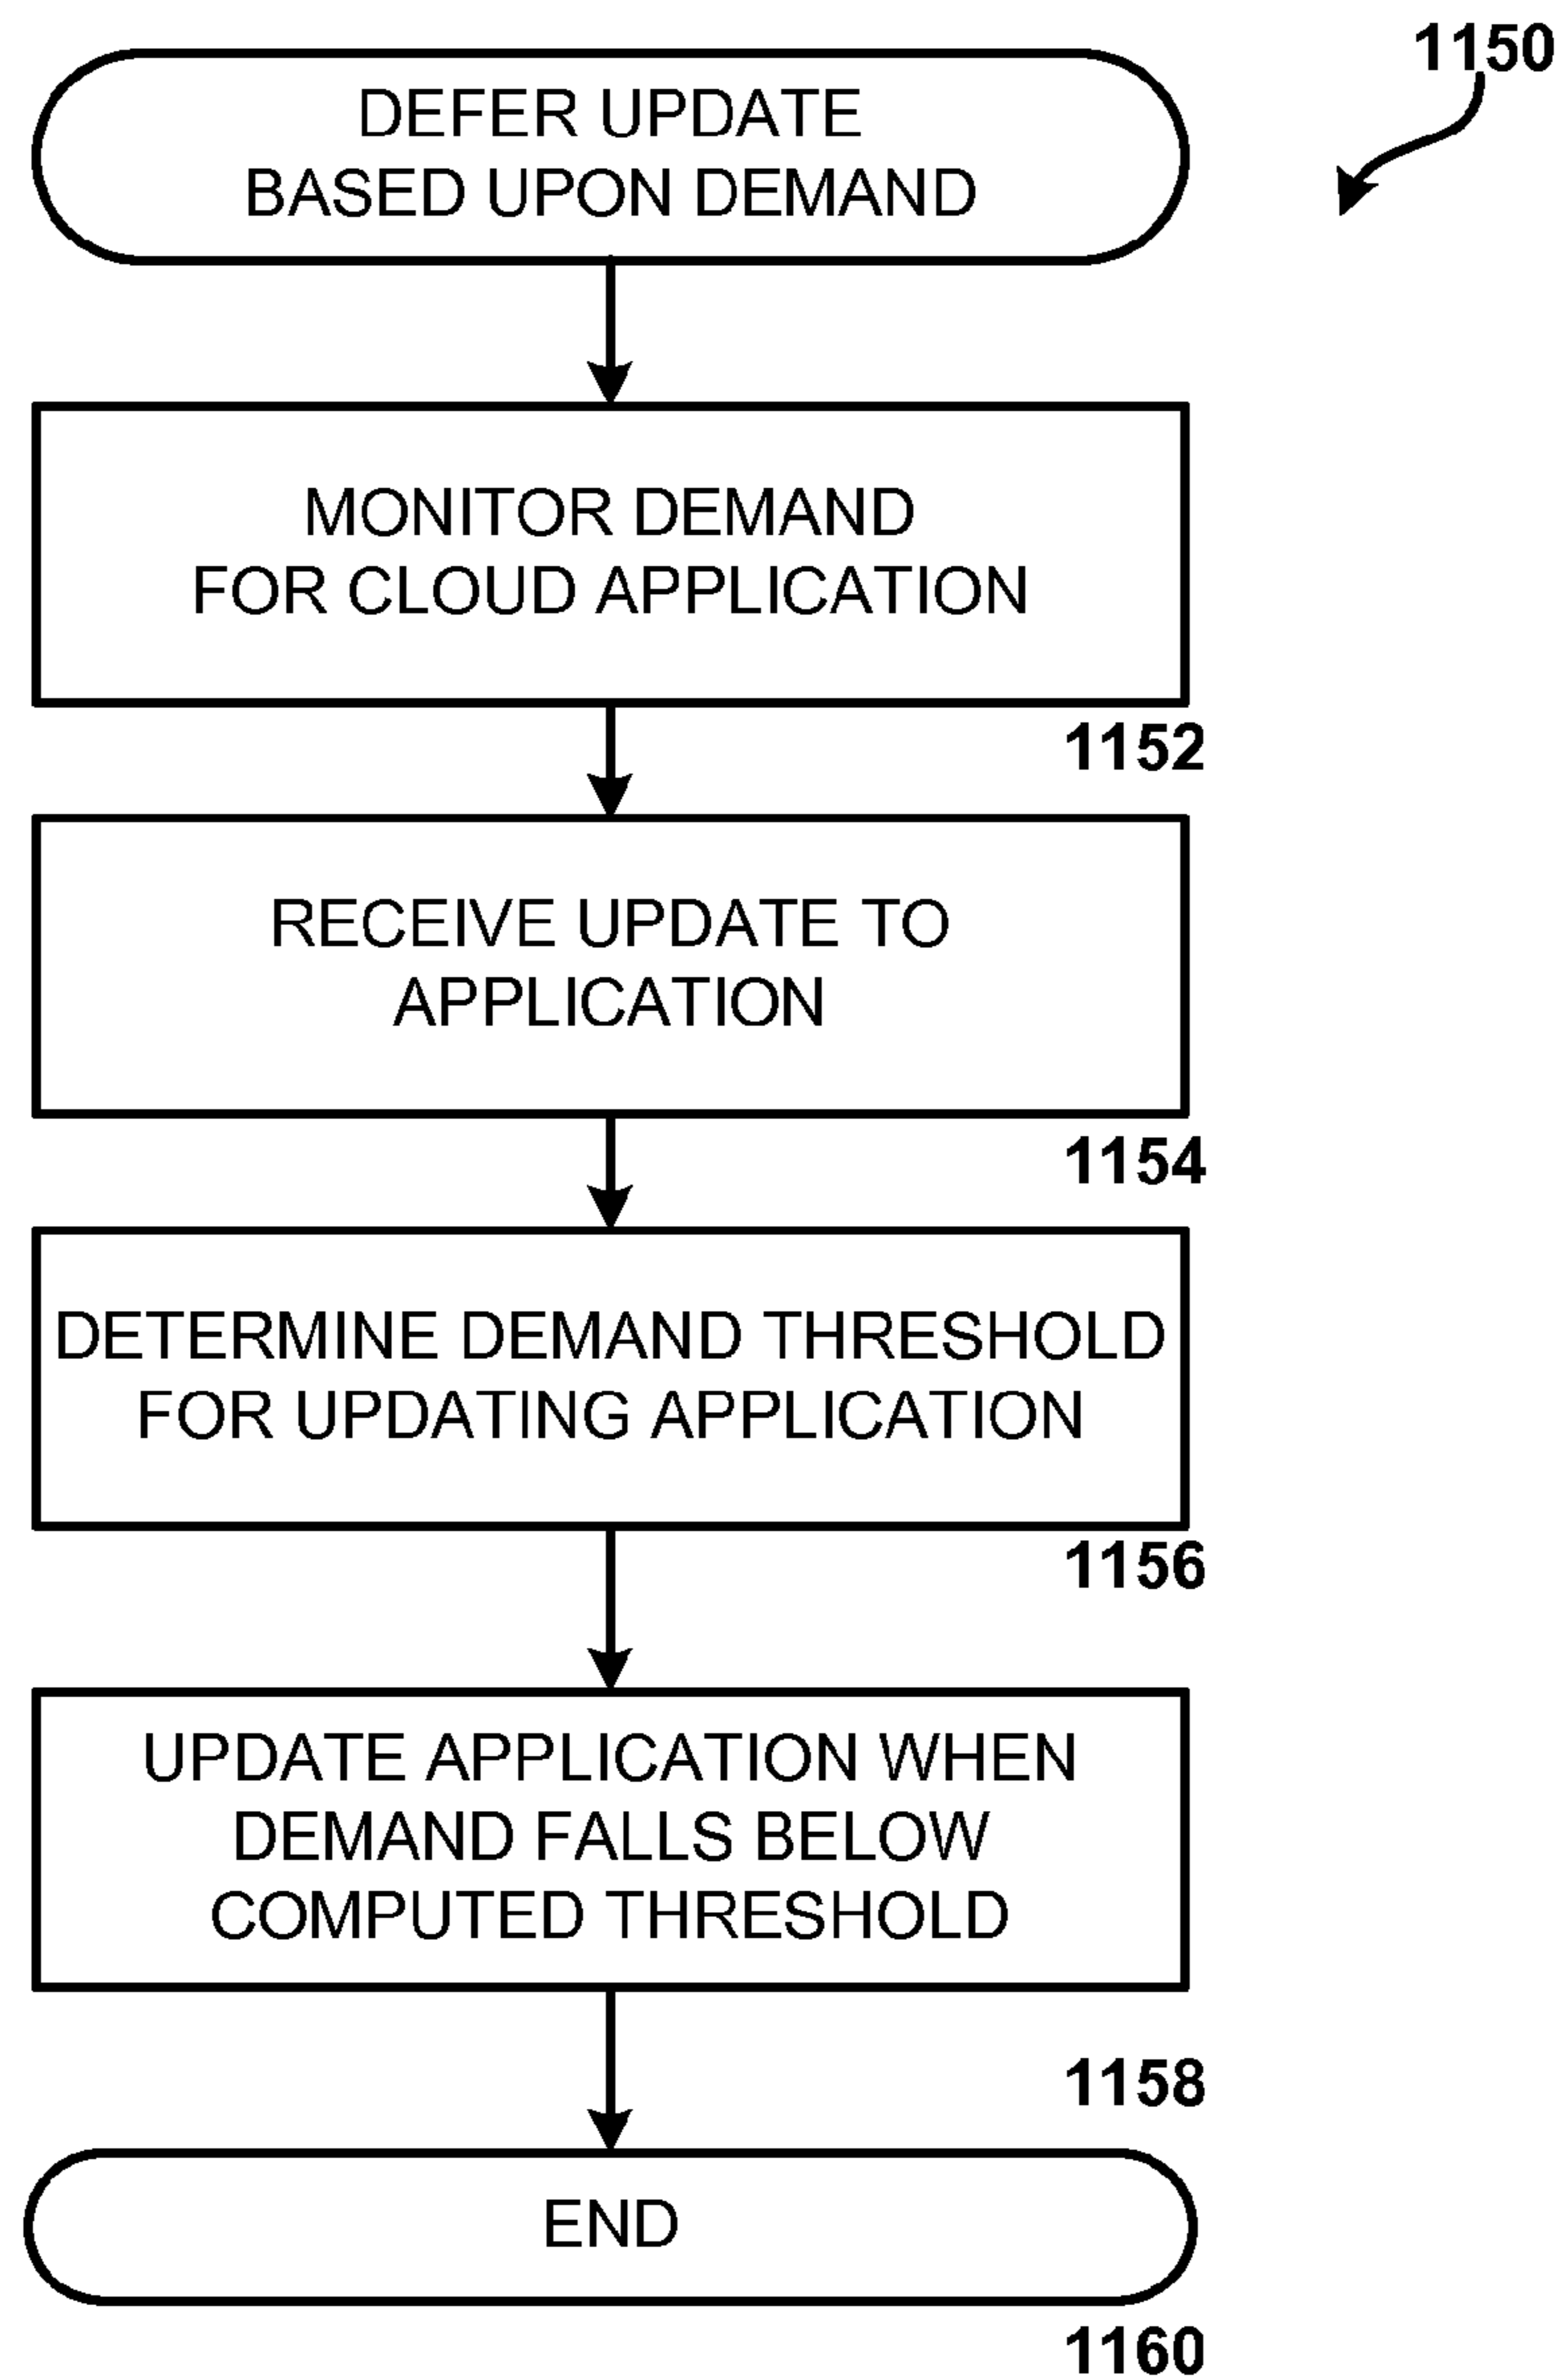 1150
DEFER UPDATE
BASED UPON DEMAND
MONITOR DEMAND
FOR CLOUD APPLICATION
1152
RECEIVE UPDATE TO
APPLICATION
1154
DETERMINE DEMAND THRESHOLD
FOR UPDATING APPLICATION
1156
UPDATE APPLICATION WHEN
DEMAND FALLS BELOW
COMPUTED THRESHOLD
1158
END
1160